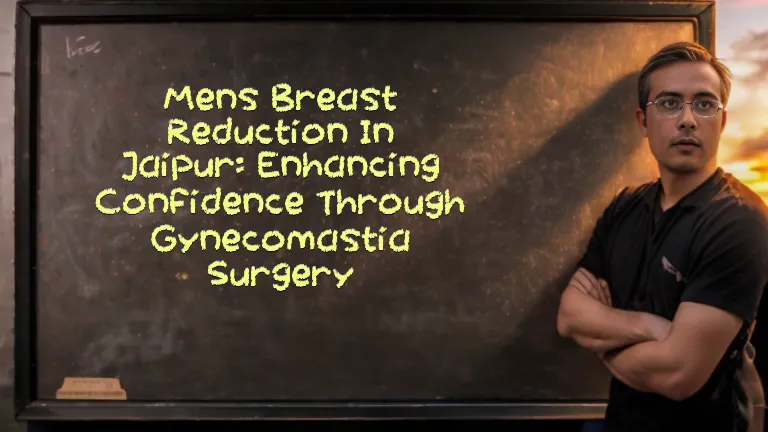 Mens Breast
Reduction In
Jaipur: Enhancing
Confidence Through
Gynecomastia
Surgery